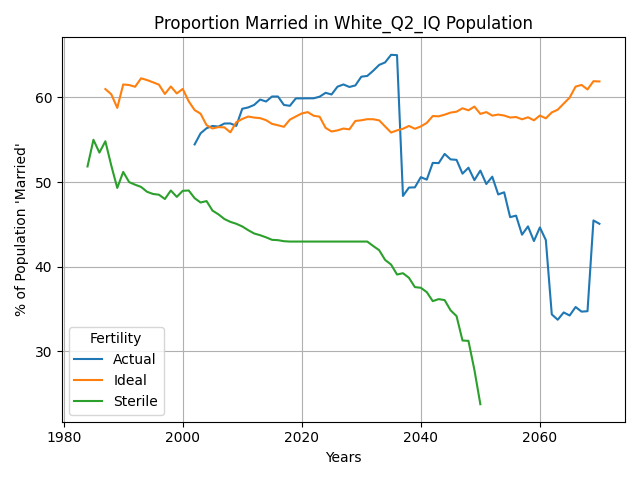 Proportion Married in White_Q2_IQ Population
% of Population 'Married'
60
50
40
30
Fertility
Actual
Ideal
Sterile
1980 2000 2020 2040 2060
Years